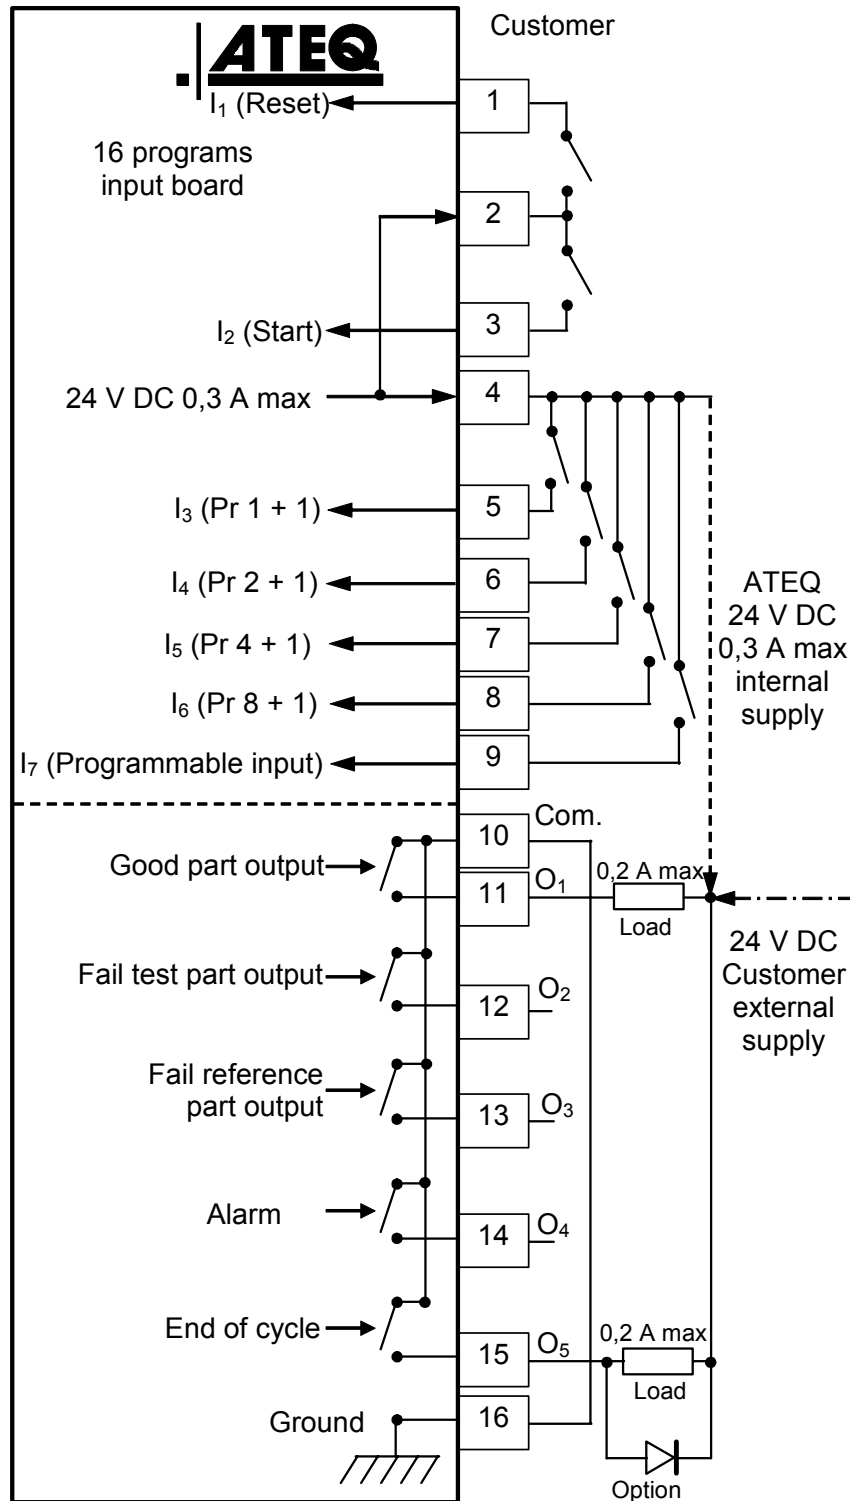 Customer
ATEQ
I₁ (Reset)
1
16 programs
input board
2
I₂ (Start)
3
24 V DC 0,3 A max
4
I₃ (Pr 1 + 1)
5
I₄ (Pr 2 + 1)
6
I₅ (Pr 4 + 1)
7
I₆ (Pr 8 + 1)
8
I₇ (Programmable input)
9
ATEQ
24 V DC
0,3 A max
internal
supply
10
Com.
Good part output
11
O₁
0,2 A max
Load
24 V DC
Customer
external
supply
Fail test part output
12
O₂
Fail reference
part output
13
O₃
Alarm
14
O₄
End of cycle
15
O₅
0,2 A max
Load
Ground
16
Option